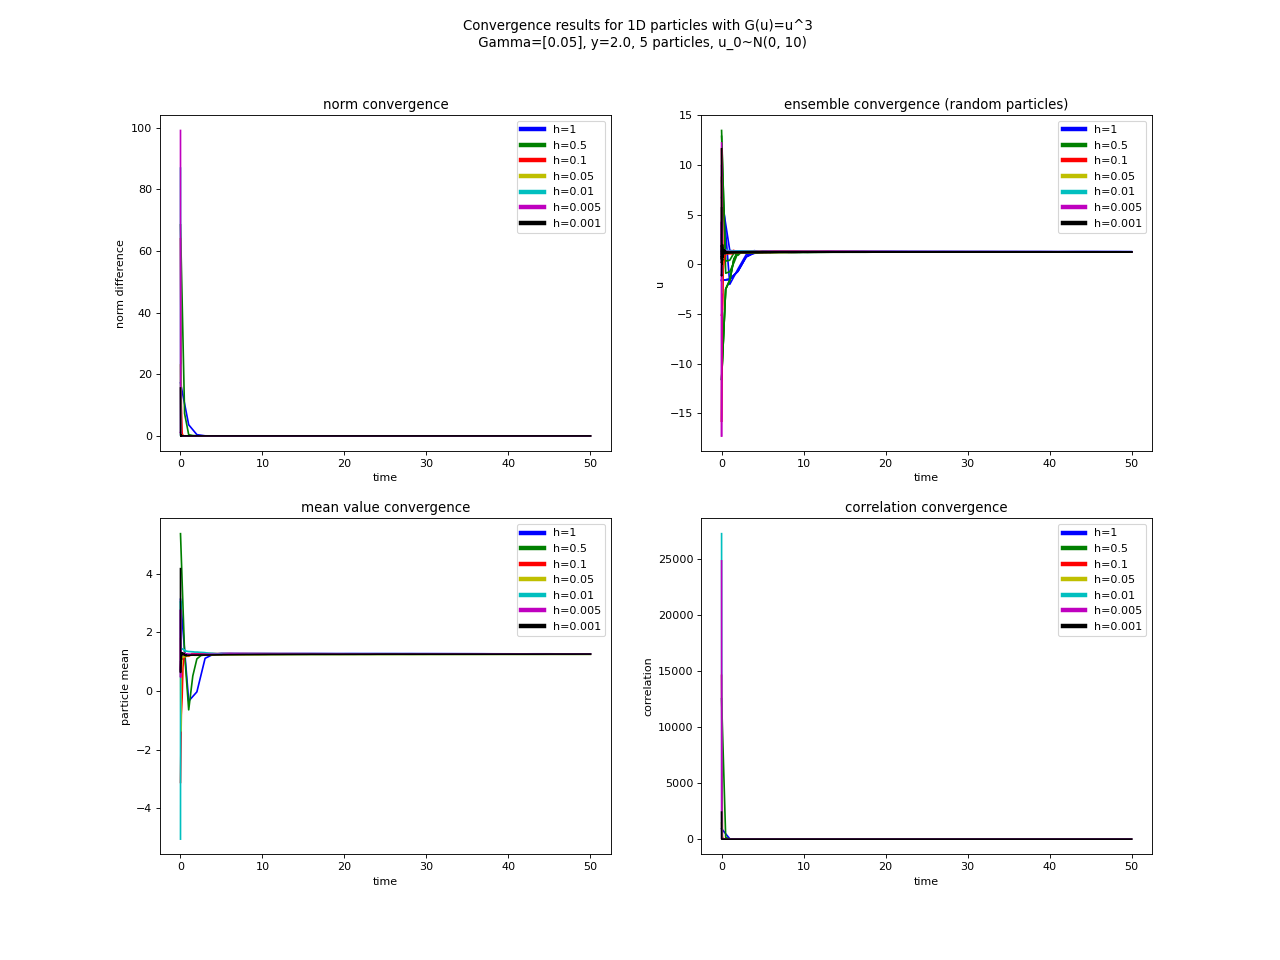 Convergence results for 1D particles with G(u)=u^3
Gamma=[0.05], y=2.0, 5 particles, u_0~N(0, 10)
norm convergence
100
80
60
40
20
0
norm difference
0 10 20 30 40 50
time
h=1
h=0.5
h=0.1
h=0.05
h=0.01
h=0.005
h=0.001
ensemble convergence (random particles)
15
10
5
0
−5
−10
−15
u
0 10 20 30 40 50
time
h=1
h=0.5
h=0.1
h=0.05
h=0.01
h=0.005
h=0.001
mean value convergence
4
2
0
−2
−4
particle mean
0 10 20 30 40 50
time
h=1
h=0.5
h=0.1
h=0.05
h=0.01
h=0.005
h=0.001
correlation convergence
25000
20000
15000
10000
5000
0
correlation
0 10 20 30 40 50
time
h=1
h=0.5
h=0.1
h=0.05
h=0.01
h=0.005
h=0.001